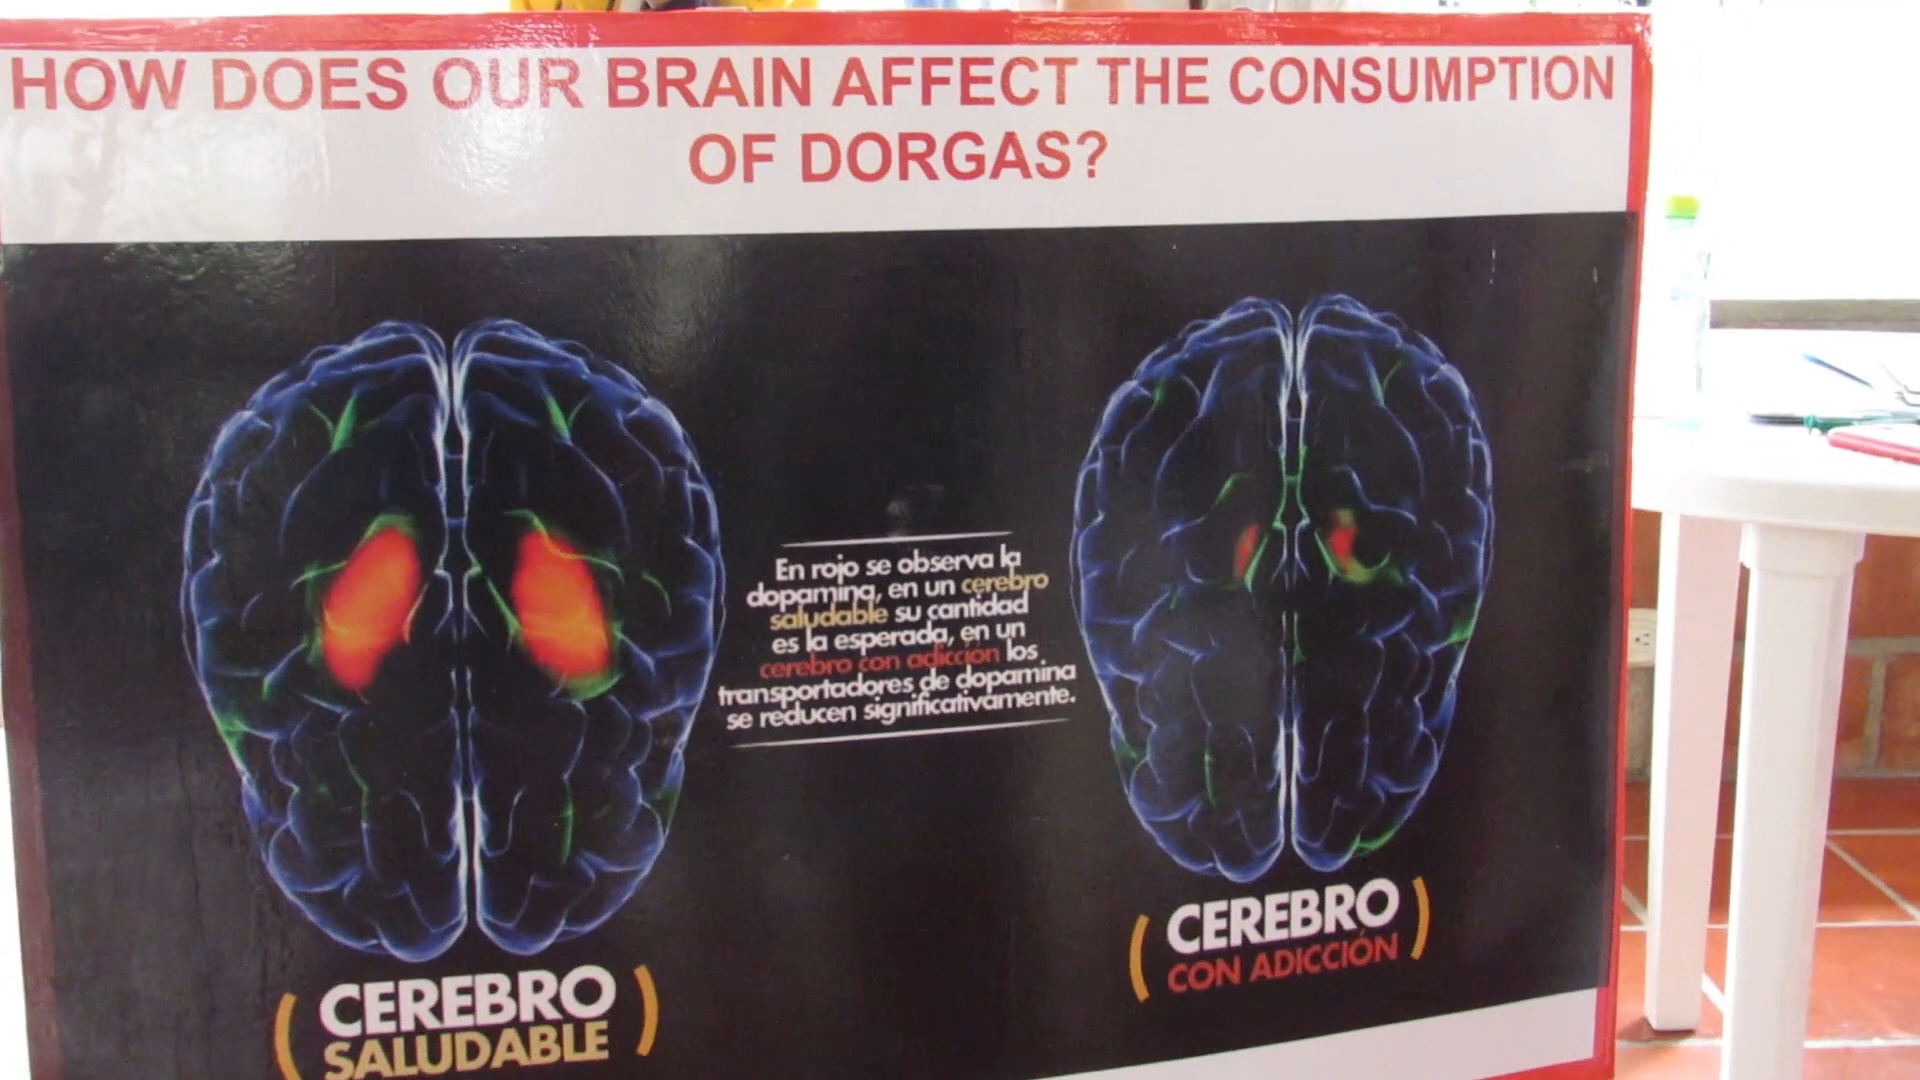 HOW DOES OUR BRAIN AFFECT THE CONSUMPTION
OF DORGAS?
En rojo se observa la
dopamina, en un cerebro
saludable su cantidad
es la esperada, en un
cerebro con adicción los
transportadores de dopamina
se reducen significativamente.
CEREBRO
CON ADICCIÓN
CEREBRO
SALUDABLE